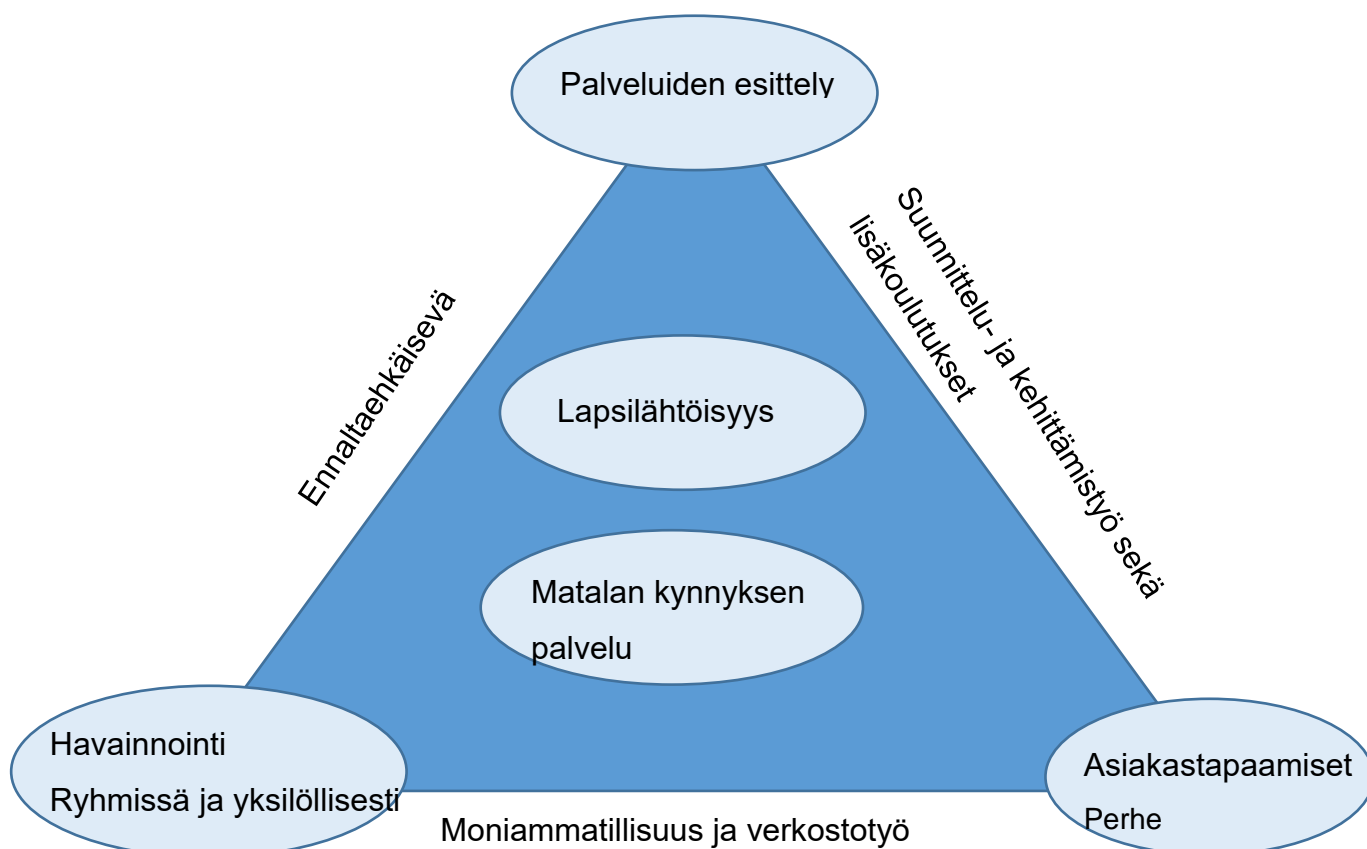 Palveluiden esittely
Suunnittelu- ja kehittämistyö sekä
lisäkoulutukset
Ennaltaehkäisevä
Lapsilähtöisyys
Matalan kynnyksen
palvelu
Havainnointi
Ryhmissä ja yksilöllisesti
Asiakastapaamiset
Perhe
Moniammatillisuus ja verkostotyö